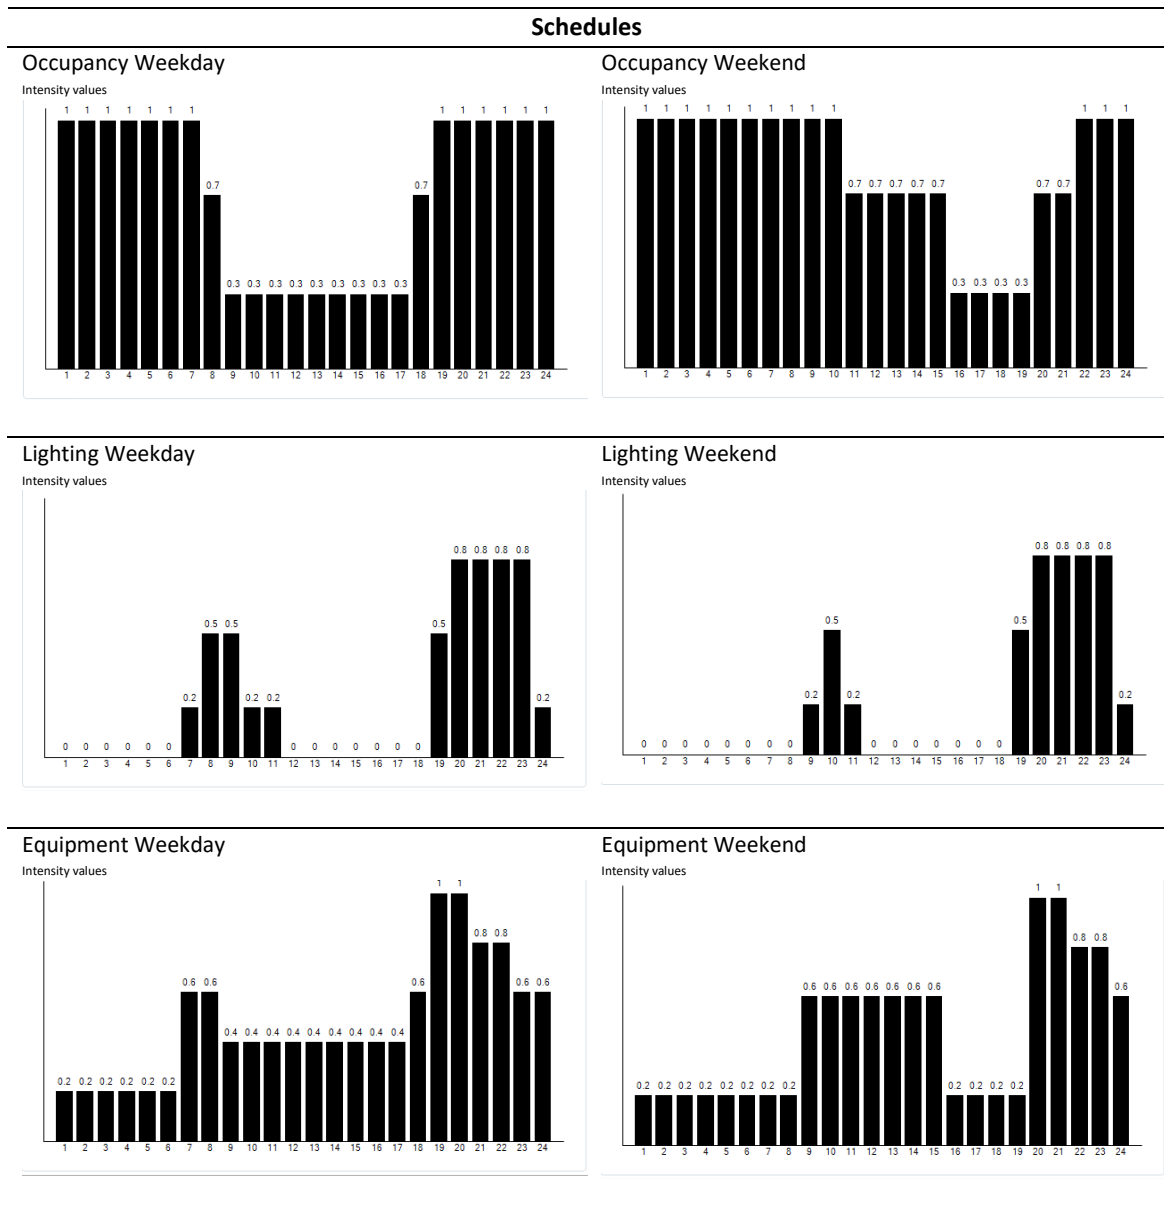 Schedules
Occupancy Weekday
Intensity values
1 1 1 1 1 1 1 0.7 0.3 0.3 0.3 0.3 0.3 0.3 0.3 0.3 0.3 0.7 1 1 1 1 1 1
1 2 3 4 5 6 7 8 9 10 11 12 13 14 15 16 17 18 19 20 21 22 23 24
Occupancy Weekend
Intensity values
1 1 1 1 1 1 1 1 1 1 0.7 0.7 0.7 0.7 0.7 0.3 0.3 0.3 0.3 0.7 0.7 1 1 1
1 2 3 4 5 6 7 8 9 10 11 12 13 14 15 16 17 18 19 20 21 22 23 24
Lighting Weekday
Intensity values
0 0 0 0 0 0 0.2 0.5 0.5 0.2 0.2 0 0 0 0 0 0 0 0.5 0.8 0.8 0.8 0.8 0.2
1 2 3 4 5 6 7 8 9 10 11 12 13 14 15 16 17 18 19 20 21 22 23 24
Lighting Weekend
Intensity values
0 0 0 0 0 0 0 0 0.2 0.5 0.2 0 0 0 0 0 0 0 0.5 0.8 0.8 0.8 0.8 0.2
1 2 3 4 5 6 7 8 9 10 11 12 13 14 15 16 17 18 19 20 21 22 23 24
Equipment Weekday
Intensity values
0.2 0.2 0.2 0.2 0.2 0.2 0.6 0.6 0.4 0.4 0.4 0.4 0.4 0.4 0.4 0.4 0.4 0.6 1 1 0.8 0.8 0.6 0.6
1 2 3 4 5 6 7 8 9 10 11 12 13 14 15 16 17 18 19 20 21 22 23 24
Equipment Weekend
Intensity values
0.2 0.2 0.2 0.2 0.2 0.2 0.2 0.2 0.6 0.6 0.6 0.6 0.6 0.6 0.6 0.2 0.2 0.2 0.2 1 1 0.8 0.8 0.6
1 2 3 4 5 6 7 8 9 10 11 12 13 14 15 16 17 18 19 20 21 22 23 24